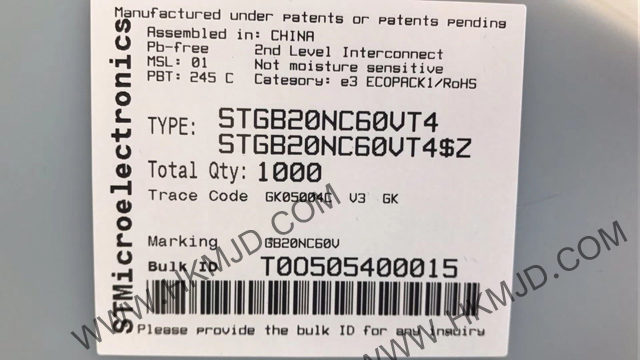 Manufactured under patents or patents pending
Assembled in: CHINA
Pb-free 2nd Level Interconnect
MSL: 01 Not moisture sensitive
PBT: 245 C Category: e3 ECOPACK1/RoHS
STMicroelectronics
TYPE: STGB20NC60VT4
STGB20NC60VT4$Z
Total Qty: 1000
Trace Code GK05004C V3 GK
Marking GB20NC60V
Bulk ID T00505400015
Please provide the bulk ID for any inquiry
WWW.HKMJD.COM
WWW.HKMJD.COM